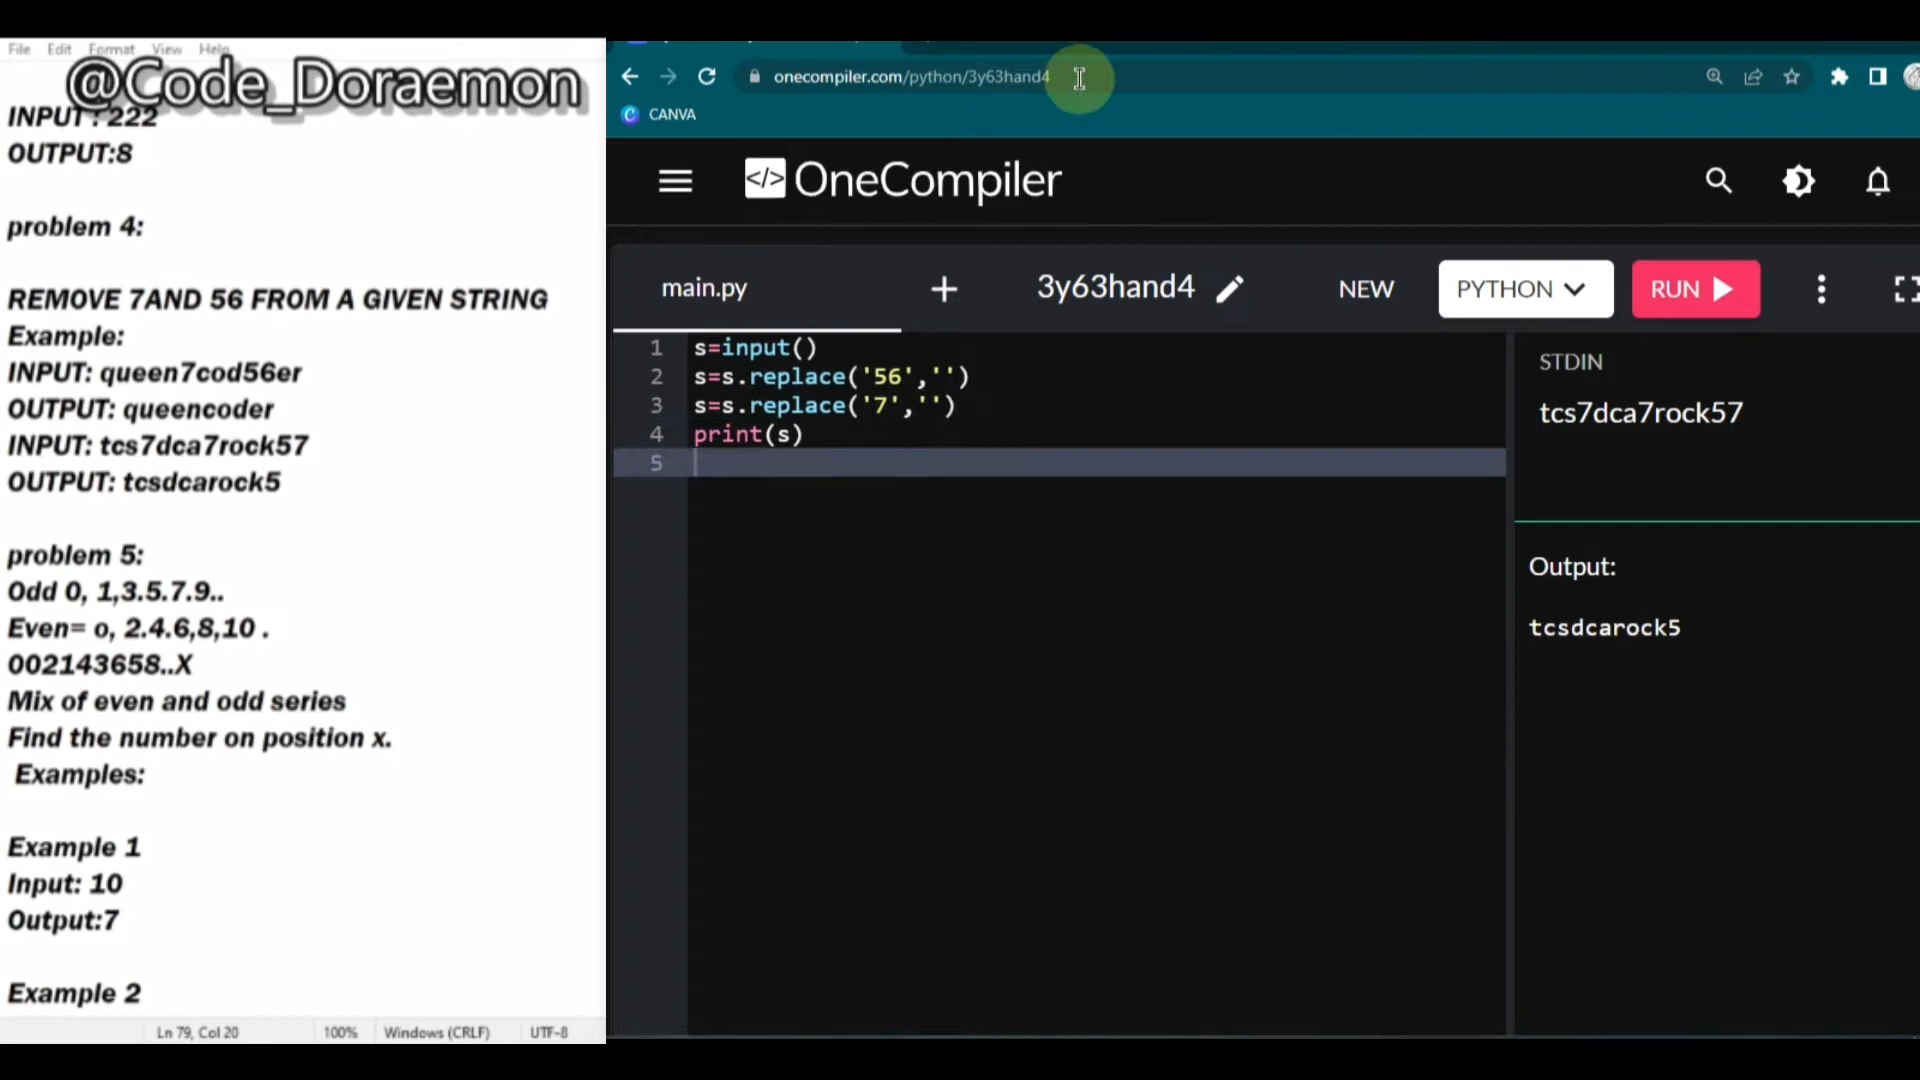 File Edit Format View Help
@Code_Doraemon
INPUT : 222
OUTPUT:8
problem 4:
REMOVE 7AND 56 FROM A GIVEN STRING
Example:
INPUT: queen7cod56er
OUTPUT: queencoder
INPUT: tcs7dca7rock57
OUTPUT: tcsdcarock5
problem 5:
Odd 0, 1,3.5.7.9..
Even= o, 2.4.6,8,10 .
002143658..X
Mix of even and odd series
Find the number on position x.
Examples:
Example 1
Input: 10
Output:7
Example 2
Ln 79, Col 20 100% Windows (CRLF) UTF-8
onecompiler.com/python/3y63hand4
C CANVA
</> OneCompiler
main.py + 3y63hand4 NEW PYTHON RUN
1 s=input()
2 s=s.replace('56','')
3 s=s.replace('7','')
4 print(s)
5
STDIN
tcs7dca7rock57
Output:
tcsdcarock5